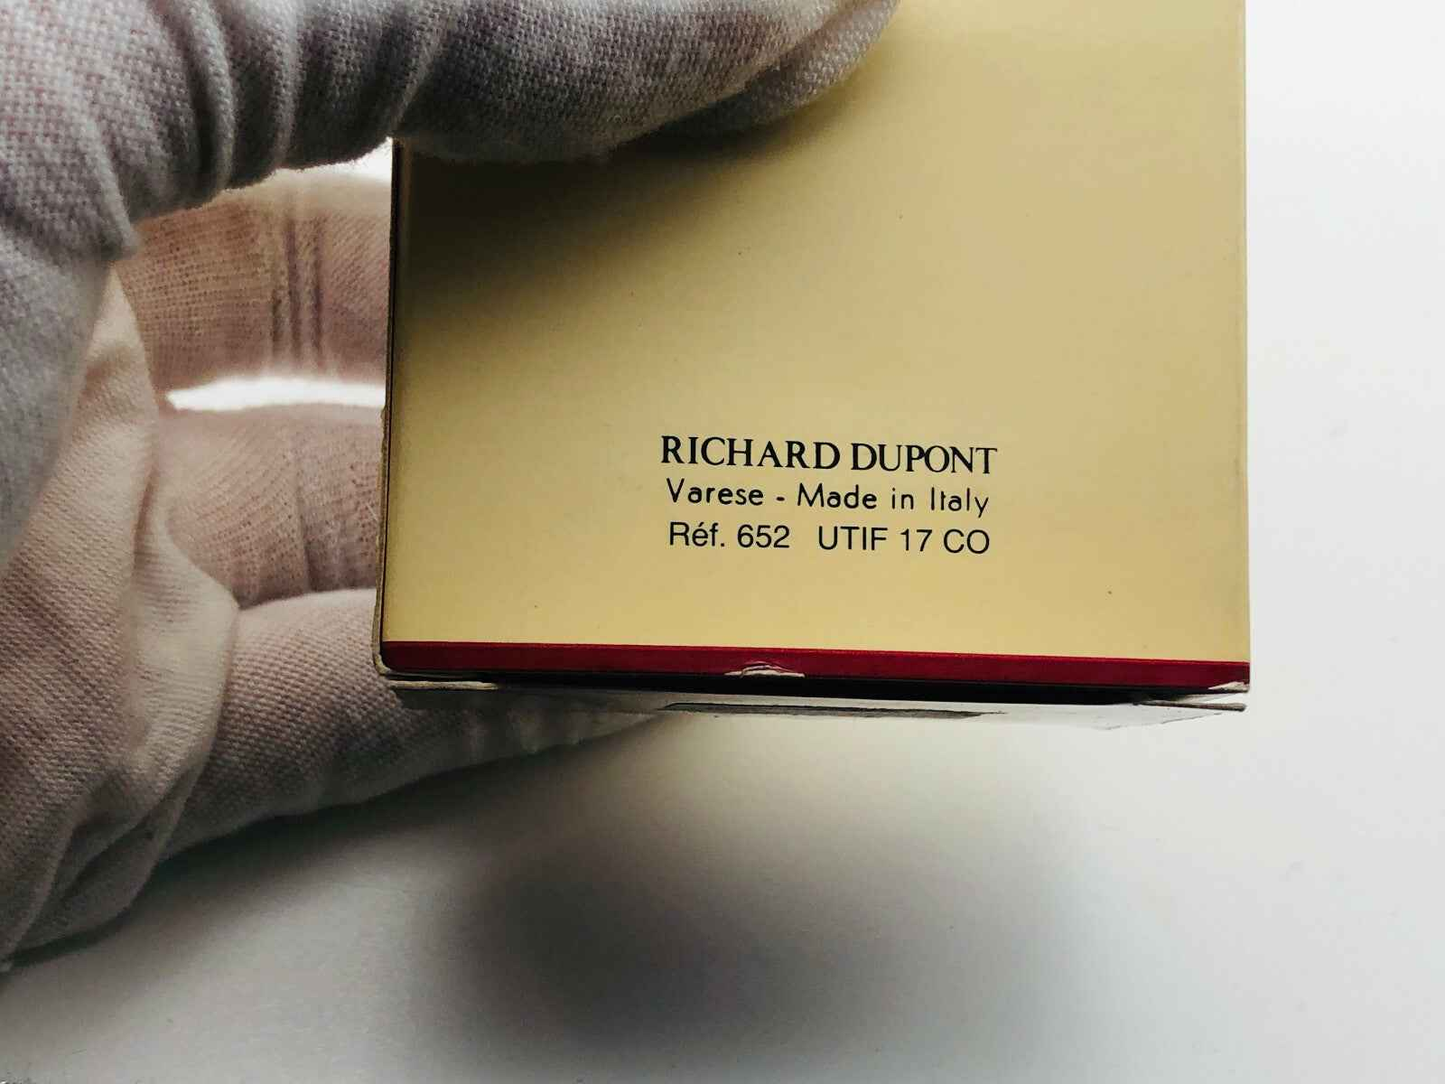 RICHARD DUPONT
Varese - Made in Italy
Réf. 652 UTIF 17 CO